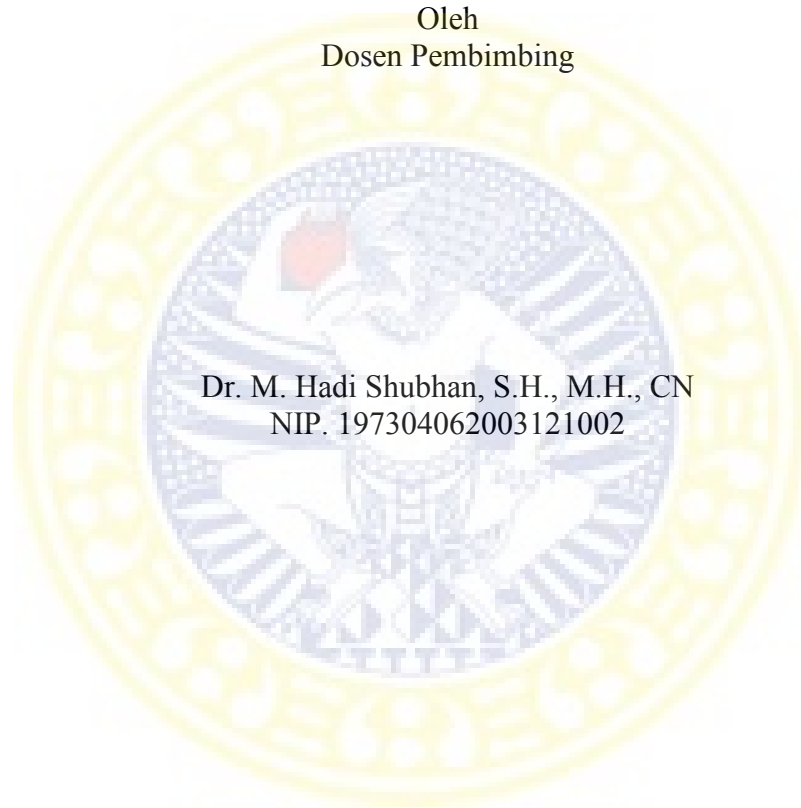 Oleh
Dosen Pembimbing
Dr. M. Hadi Shubhan, S.H., M.H., CN
NIP. 197304062003121002